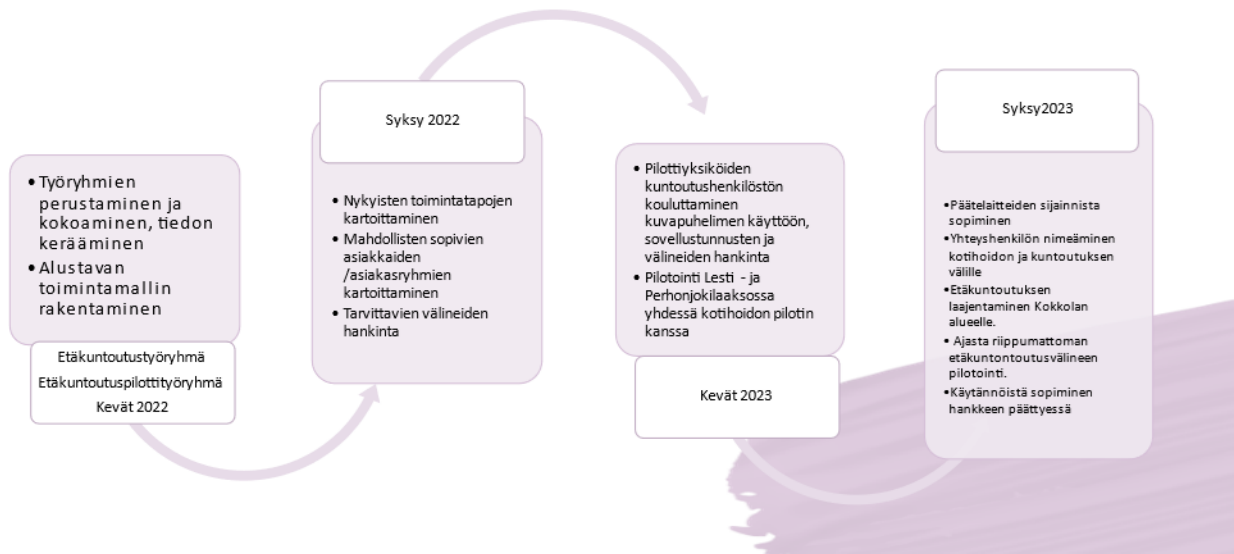 • Työryhmien
perustaminen ja
kokoaminen, tiedon
kerääminen
• Alustavan
toimintamallin
rakentaminen
Etäkuntoutustyöryhmä
Etäkuntoutuspilottityöryhmä
Kevät 2022
Syksy 2022
• Nykyisten toimintatapojen
kartoittaminen
• Mahdollisten sopivien
asiakkaiden
/asiakasryhmien
kartoittaminen
• Tarvittavien välineiden
hankinta
• Pilottiyksiköiden
kuntoutushenkilöstön
kouluttaminen
kuvapuhelimen käyttöön,
sovellustunnusten ja
välineiden hankinta
• Pilotointi Lesti - ja
Perhonjokilaaksossa
yhdessä kotihoidon pilotin
kanssa
Kevät 2023
Syksy2023
•Päätelaitteiden sijainnista
sopiminen
•Yhteyshenkilön nimeäminen
kotihoidon ja kuntoutuksen
välille
•Etäkuntoutuksen
laajentaminen Kokkolan
alueelle.
• Ajasta riippumattoman
etäkuntontoutusvälineen
pilotointi.
•Käytännöistä sopiminen
hankkeen päättyessä